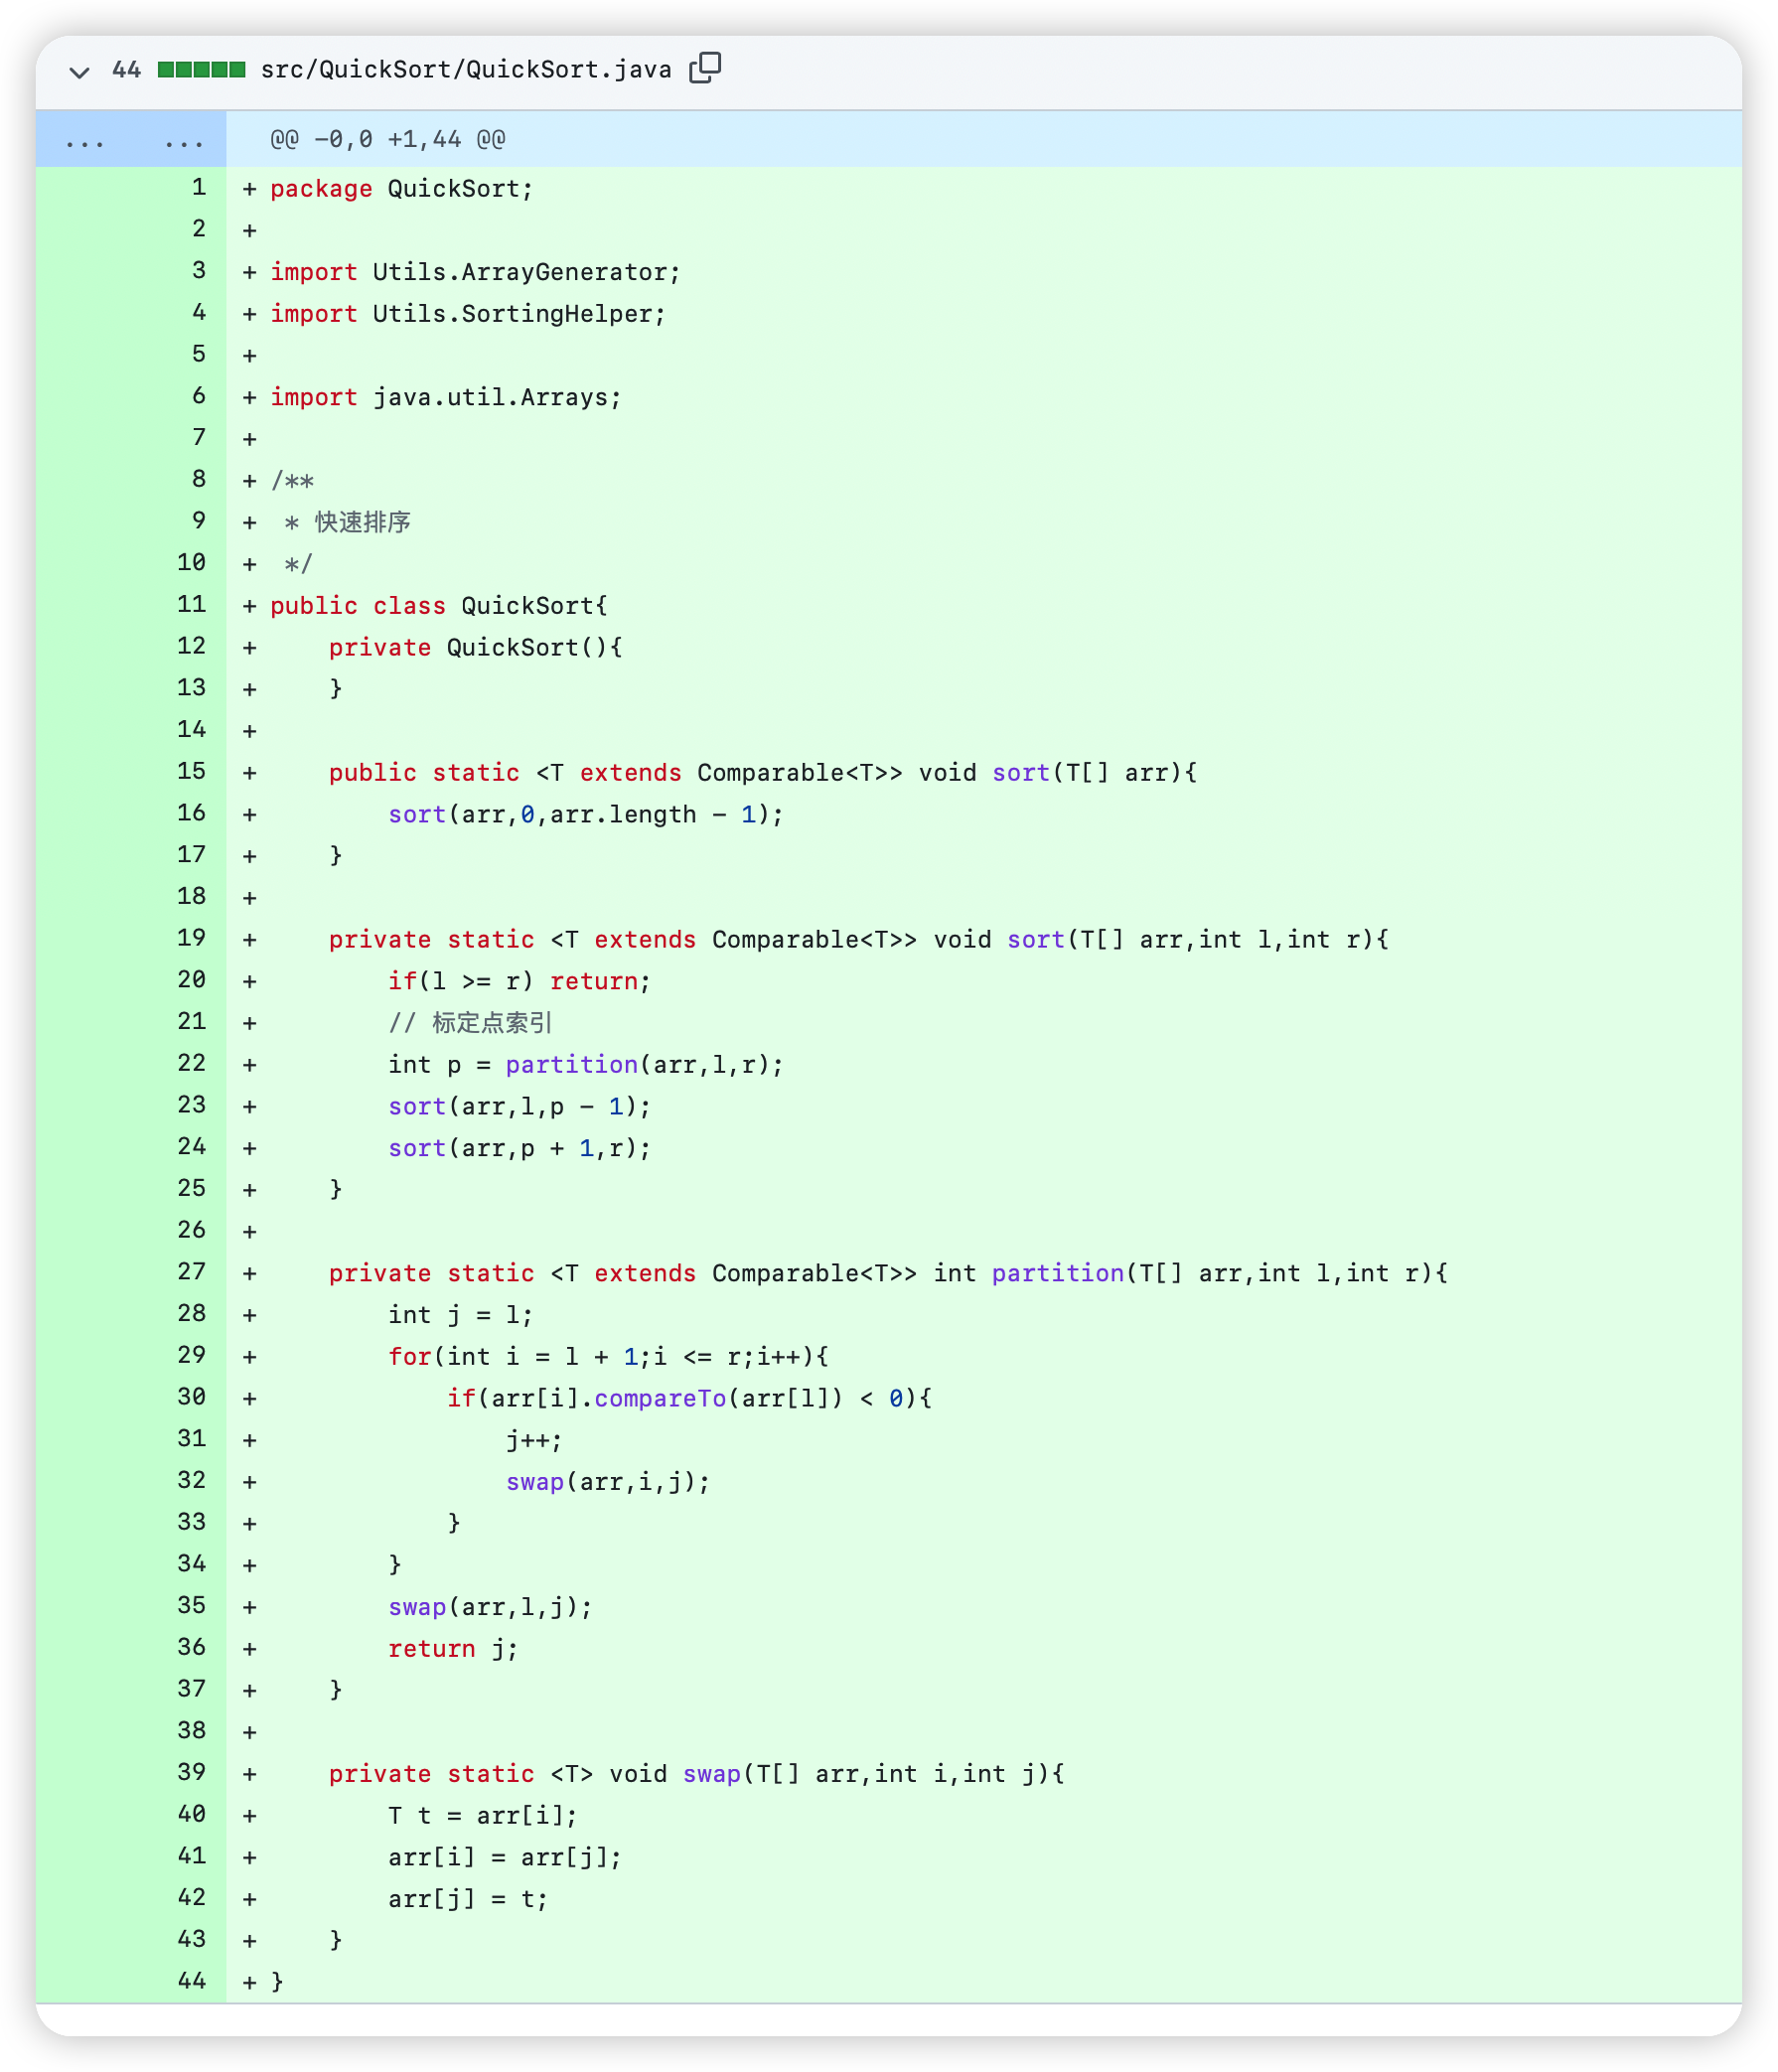 44 src/QuickSort/QuickSort.java
... ... @@ -0,0 +1,44 @@
1 + package QuickSort;
2 +
3 + import Utils.ArrayGenerator;
4 + import Utils.SortingHelper;
5 +
6 + import java.util.Arrays;
7 +
8 + /**
9 +  * 快速排序
10 +  */
11 + public class QuickSort{
12 +     private QuickSort(){
13 +     }
14 +
15 +     public static <T extends Comparable<T>> void sort(T[] arr){
16 +         sort(arr,0,arr.length - 1);
17 +     }
18 +
19 +     private static <T extends Comparable<T>> void sort(T[] arr,int l,int r){
20 +         if(l >= r) return;
21 +         // 标定点索引
22 +         int p = partition(arr,l,r);
23 +         sort(arr,l,p - 1);
24 +         sort(arr,p + 1,r);
25 +     }
26 +
27 +     private static <T extends Comparable<T>> int partition(T[] arr,int l,int r){
28 +         int j = l;
29 +         for(int i = l + 1;i <= r;i++){
30 +             if(arr[i].compareTo(arr[l]) < 0){
31 +                 j++;
32 +                 swap(arr,i,j);
33 +             }
34 +         }
35 +         swap(arr,l,j);
36 +         return j;
37 +     }
38 +
39 +     private static <T> void swap(T[] arr,int i,int j){
40 +         T t = arr[i];
41 +         arr[i] = arr[j];
42 +         arr[j] = t;
43 +     }
44 + }